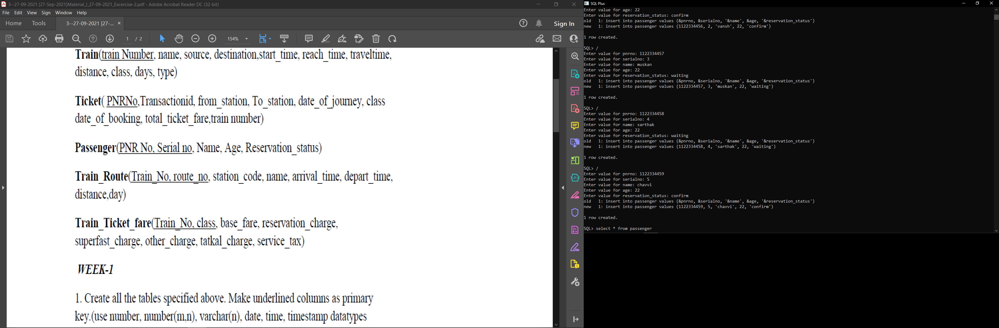 3--27-09-2021 [27-Sep-2021]Material_I_27-09-2021_Excercise-2.pdf - Adobe Acrobat Reader DC (32-bit)
File Edit View Sign Window Help
Home Tools 3--27-09-2021 [27-... × Sign In
1 / 2 154%
Train(train Number, name, source, destination,start_time, reach_time, traveltime,
distance, class, days, type)
Ticket( PNRNo,Transactionid, from_station, To_station, date_of_journey, class
date_of_booking, total_ticket_fare,train number)
Passenger(PNR No, Serial no, Name, Age, Reservation_status)
Train_Route(Train_No, route_no, station_code, name, arrival_time, depart_time,
distance,day)
Train_Ticket_fare(Train_No, class, base_fare, reservation_charge,
superfast_charge, other_charge, tatkal_charge, service_tax)
WEEK-1
1. Create all the tables specified above. Make underlined columns as primary
key.(use number, number(m,n), varchar(n), date, time, timestamp datatypes
SQL Plus
Enter value for age: 22
Enter value for reservation_status: confirm
old 1: insert into passenger values (&pnrno, &serialno, '&name', &age, '&reservation_status')
new 1: insert into passenger values (1122334456, 2, 'vansh', 22, 'confirm')
1 row created.
SQL> /
Enter value for pnrno: 1122334457
Enter value for serialno: 3
Enter value for name: muskan
Enter value for age: 22
Enter value for reservation_status: waiting
old 1: insert into passenger values (&pnrno, &serialno, '&name', &age, '&reservation_status')
new 1: insert into passenger values (1122334457, 3, 'muskan', 22, 'waiting')
1 row created.
SQL> /
Enter value for pnrno: 1122334458
Enter value for serialno: 4
Enter value for name: sarthak
Enter value for age: 22
Enter value for reservation_status: waiting
old 1: insert into passenger values (&pnrno, &serialno, '&name', &age, '&reservation_status')
new 1: insert into passenger values (1122334458, 4, 'sarthak', 22, 'waiting')
1 row created.
SQL> /
Enter value for pnrno: 1122334459
Enter value for serialno: 5
Enter value for name: chavvi
Enter value for age: 22
Enter value for reservation_status: confirm
old 1: insert into passenger values (&pnrno, &serialno, '&name', &age, '&reservation_status')
new 1: insert into passenger values (1122334459, 5, 'chavvi', 22, 'confirm')
1 row created.
SQL> select * from passenger